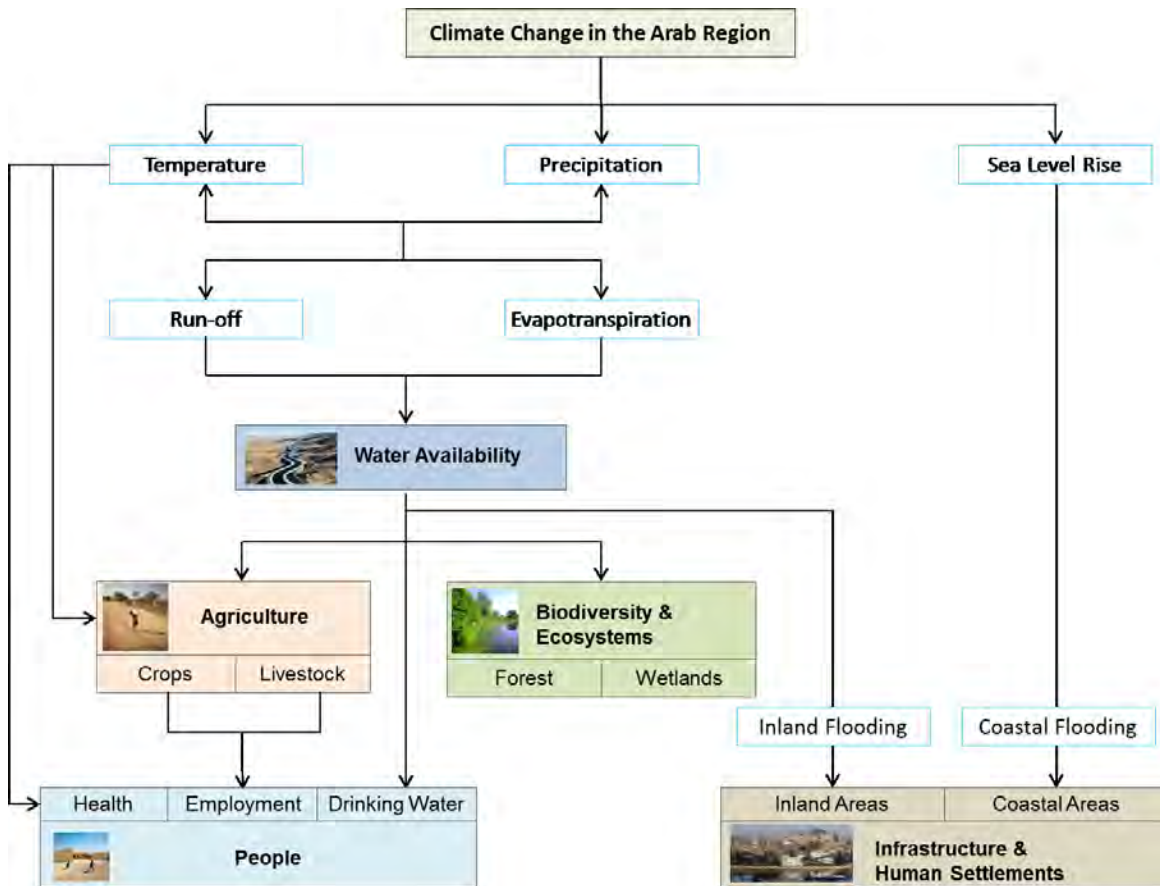 Climate Change in the Arab Region
Temperature
Precipitation
Sea Level Rise
Run-off
Evapotranspiration
Water Availability
Agriculture
Biodiversity &
Ecosystems
Crops
Livestock
Forest
Wetlands
Inland Flooding
Coastal Flooding
Health
Employment
Drinking Water
Inland Areas
Coastal Areas
People
Infrastructure &
Human Settlements